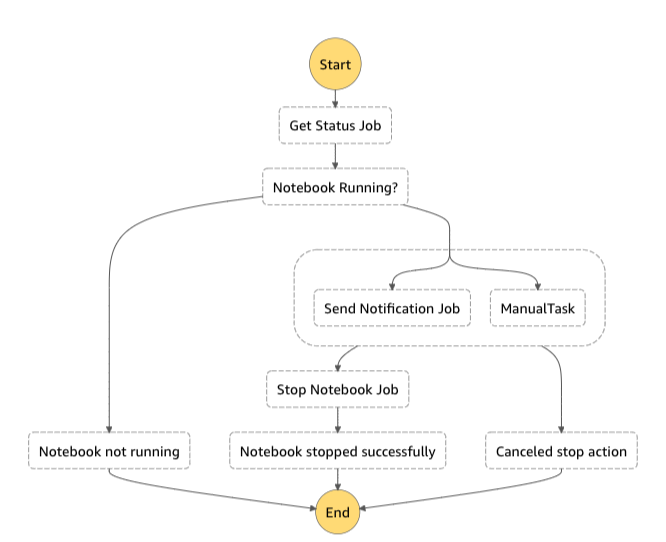 Start
Get Status Job
Notebook Running?
Send Notification Job
ManualTask
Stop Notebook Job
Notebook not running
Notebook stopped successfully
Canceled stop action
End